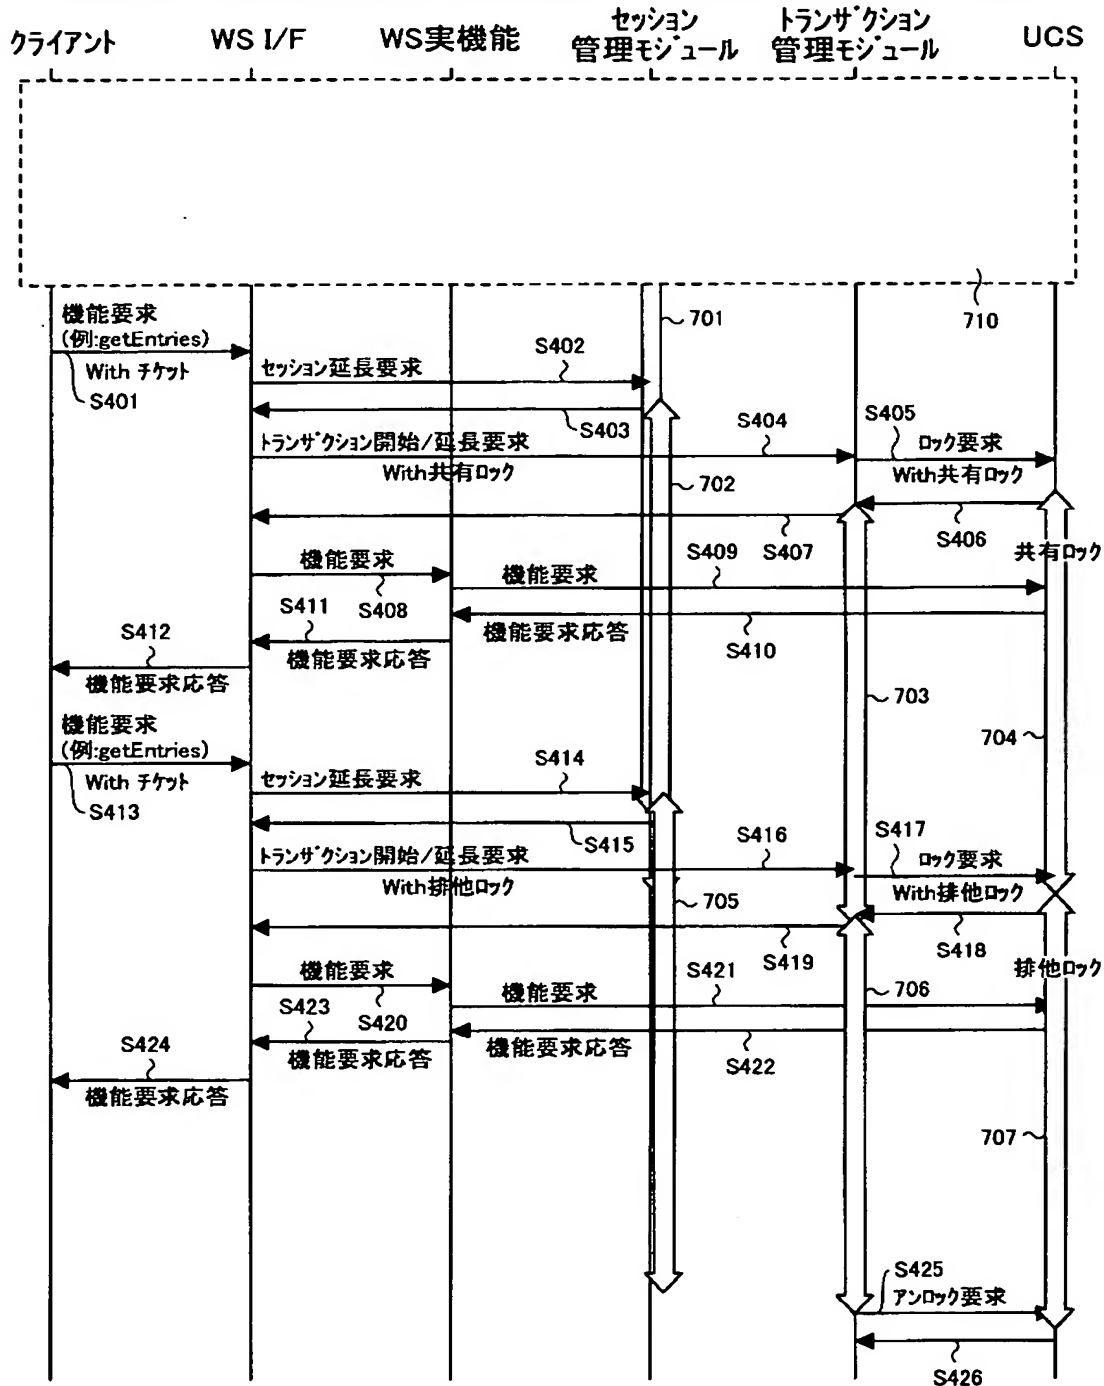 クライアント
WS I/F
WS実機能
セッション
管理モジュール
トランザクション
管理モジュール
UCS
710
701
機能要求
(例:getEntries)
With チケット
S401
セッション延長要求
S402
S403
トランザクション開始/延長要求
With共有ロック
S404
S405
ロック要求
With共有ロック
702
S406
S407
共有ロック
機能要求
S408
S409
機能要求
S410
機能要求応答
S411
機能要求応答
S412
機能要求応答
703
704
機能要求
(例:getEntries)
With チケット
S413
セッション延長要求
S414
S415
トランザクション開始/延長要求
With排他ロック
S416
S417
ロック要求
With排他ロック
705
S418
S419
排他ロック
機能要求
S420
S421
機能要求
706
S422
機能要求応答
S423
機能要求応答
S424
機能要求応答
707
S425
アンロック要求
S426